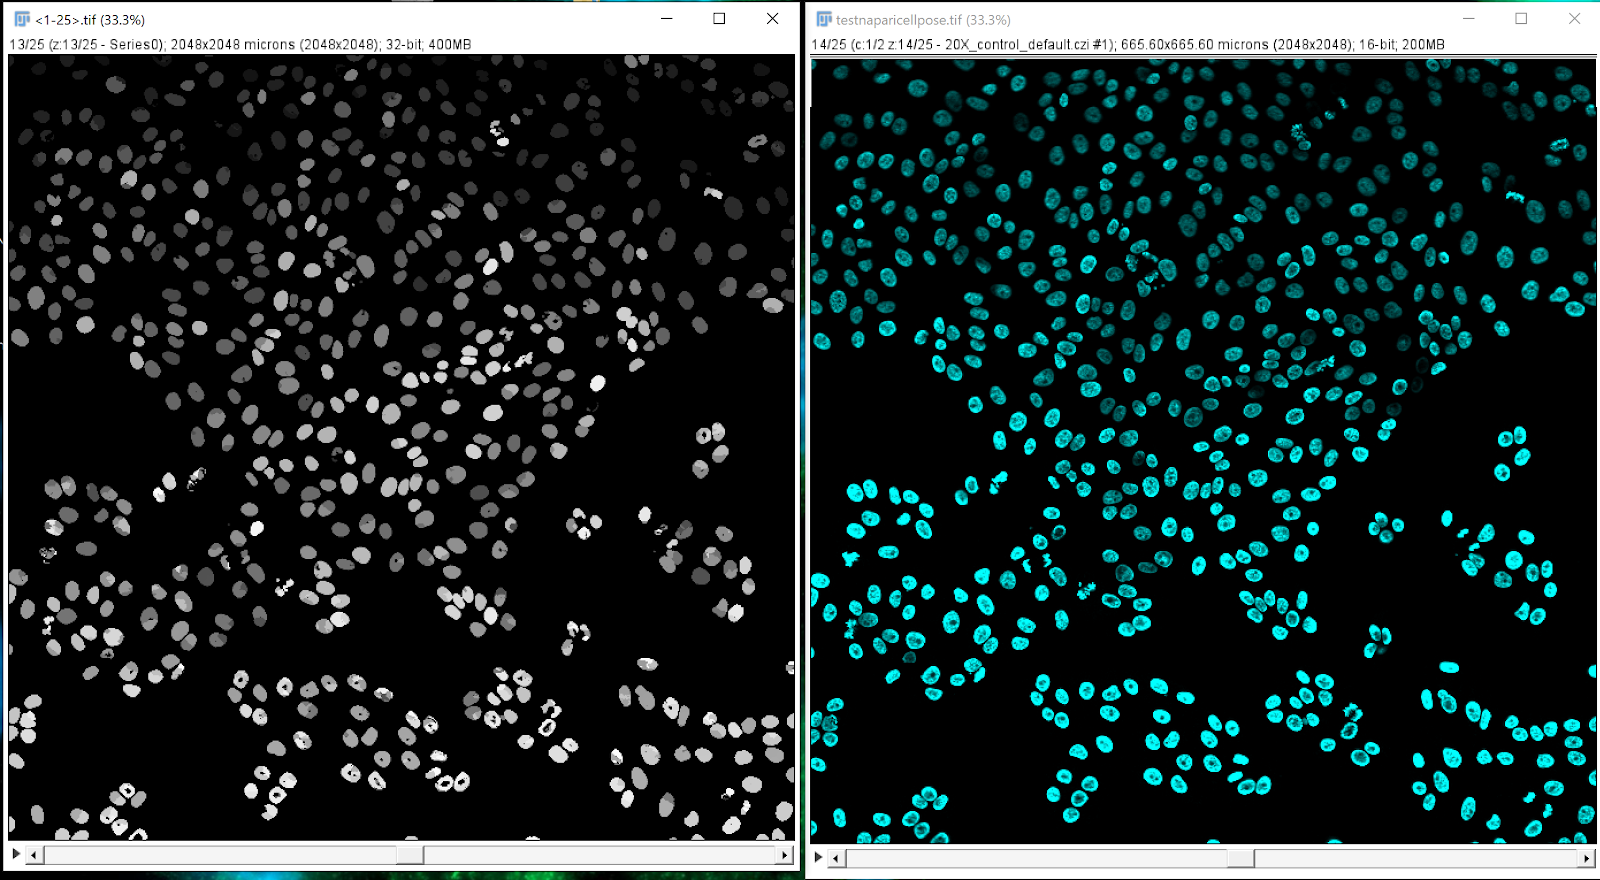 <1-25>.tif (33.3%)
13/25 (z:13/25 - Series0); 2048x2048 microns (2048x2048); 32-bit; 400MB
testnaparicellpose.tif (33.3%)
14/25 (c:1/2 z:14/25 - 20X_control_default.czi #1); 665.60x665.60 microns (2048x2048); 16-bit; 200MB